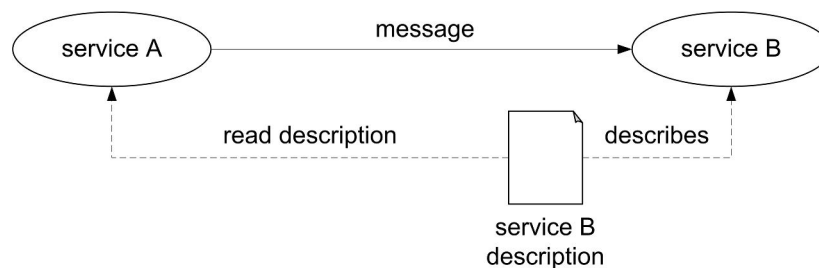 service A
message
service B
read description
describes
service B
description